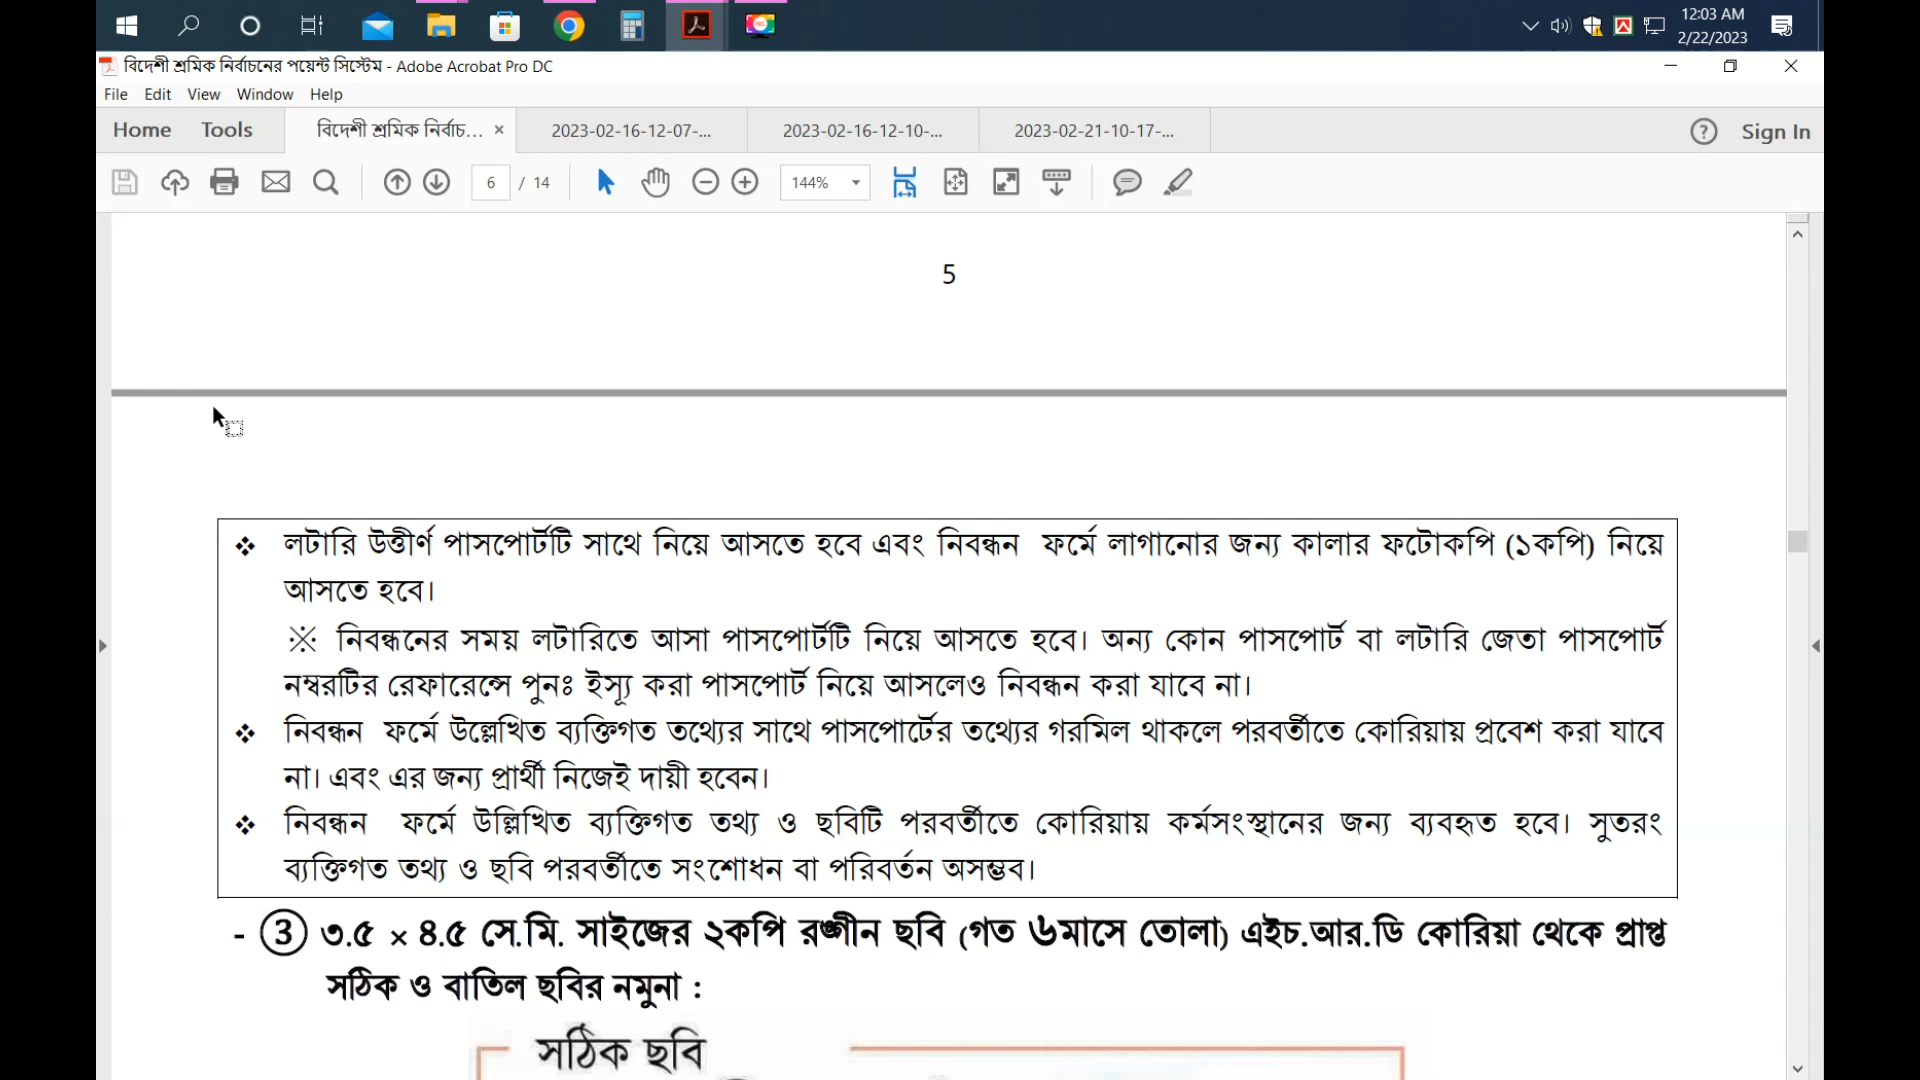 12:03 AM
2/22/2023
বিদেশী শ্রমিক নির্বাচনের পয়েন্ট সিস্টেম - Adobe Acrobat Pro DC
File Edit View Window Help
Home Tools বিদেশী শ্রমিক নির্বাচ... × 2023-02-16-12-07-... 2023-02-16-12-10-... 2023-02-21-10-17-... Sign In
6 / 14 144%
5
❖ লটারি উত্তীর্ণ পাসপোর্টটি সাথে নিয়ে আসতে হবে এবং নিবন্ধন ফর্মে লাগানোর জন্য কালার ফটোকপি (১কপি) নিয়ে
আসতে হবে।
※ নিবন্ধনের সময় লটারিতে আসা পাসপোর্টটি নিয়ে আসতে হবে। অন্য কোন পাসপোর্ট বা লটারি জেতা পাসপোর্ট
নম্বরটির রেফারেন্সে পুনঃ ইস্যূ করা পাসপোর্ট নিয়ে আসলেও নিবন্ধন করা যাবে না।
❖ নিবন্ধন ফর্মে উল্লেখিত ব্যক্তিগত তথ্যের সাথে পাসপোর্টের তথ্যের গরমিল থাকলে পরবর্তীতে কোরিয়ায় প্রবেশ করা যাবে
না। এবং এর জন্য প্রার্থী নিজেই দায়ী হবেন।
❖ নিবন্ধন ফর্মে উল্লিখিত ব্যক্তিগত তথ্য ও ছবিটি পরবর্তীতে কোরিয়ায় কর্মসংস্থানের জন্য ব্যবহৃত হবে। সুতরং
ব্যক্তিগত তথ্য ও ছবি পরবর্তীতে সংশোধন বা পরিবর্তন অসম্ভব।
- ③ ৩.৫ × ৪.৫ সে.মি. সাইজের ২কপি রঙ্গীন ছবি (গত ৬মাসে তোলা) এইচ.আর.ডি কোরিয়া থেকে প্রাপ্ত
সঠিক ও বাতিল ছবির নমুনা :
সঠিক ছবি